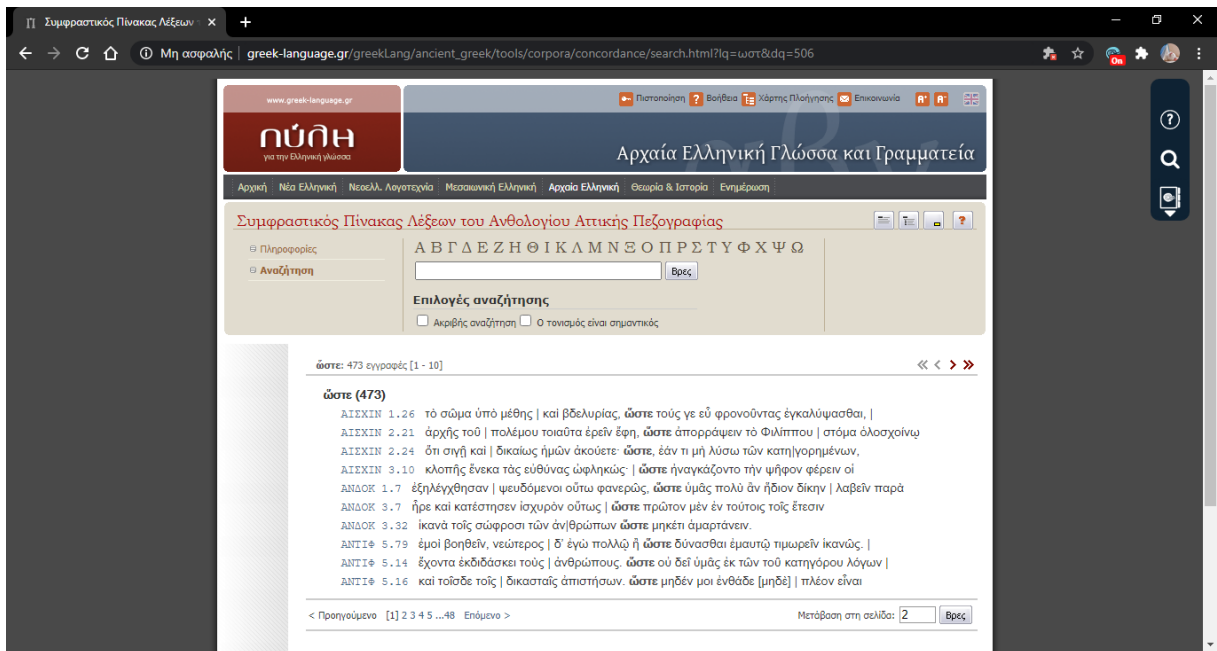 Συμφραστικός Πίνακας Λέξεων
Μη ασφαλής | greek-language.gr/greekLang/ancient_greek/tools/corpora/concordance/search.html?lq=ωστ&dq=506
On
www.greek-language.gr
Πιστοποίηση Βοήθεια Χάρτης Πλοήγησης Επικοινωνία Α+ Α-
πύλη
για την Ελληνική γλώσσα
Αρχαία Ελληνική Γλώσσα και Γραμματεία
Αρχική Νέα Ελληνική Νεοελλ. Λογοτεχνία Μεσαιωνική Ελληνική Αρχαία Ελληνική Θεωρία & Ιστορία Ενημέρωση
Συμφραστικός Πίνακας Λέξεων του Ανθολογίου Αττικής Πεζογραφίας
Πληροφορίες
Α Β Γ Δ Ε Ζ Η Θ Ι Κ Λ Μ Ν Ξ Ο Π Ρ Σ Τ Υ Φ Χ Ψ Ω
Αναζήτηση
Βρες
Επιλογές αναζήτησης
Ακριβής αναζήτηση Ο τονισμός είναι σημαντικός
ὥστε: 473 εγγραφές [1 - 10]
ὥστε (473)
ΑΙΣΧΙΝ 1.26 τὸ σῶμα ὑπὸ μέθης | καὶ βδελυρίας, ὥστε τούς γε εὖ φρονοῦντας ἐγκαλύψασθαι, |
ΑΙΣΧΙΝ 2.21 ἀρχῆς τοῦ | πολέμου τοιαῦτα ἐρεῖν ἔφη, ὥστε ἀπορράψειν τὸ Φιλίππου | στόμα ὁλοσχοίνῳ
ΑΙΣΧΙΝ 2.24 ὅτι σιγῇ καὶ | δικαίως ἡμῶν ἀκούετε· ὥστε, ἐάν τι μὴ λύσω τῶν κατη|γορημένων,
ΑΙΣΧΙΝ 3.10 κλοπῆς ἕνεκα τὰς εὐθύνας ὠφληκώς· | ὥστε ἠναγκάζοντο τὴν ψῆφον φέρειν οἱ
ΑΝΔΟΚ 1.7 ἐξηλέγχθησαν | ψευδόμενοι οὕτω φανερῶς, ὥστε ὑμᾶς πολὺ ἂν ἥδιον δίκην | λαβεῖν παρὰ
ΑΝΔΟΚ 3.7 ἦρε καὶ κατέστησεν ἰσχυρὸν οὕτως | ὥστε πρῶτον μὲν ἐν τούτοις τοῖς ἔτεσιν
ΑΝΔΟΚ 3.32 ἱκανὰ τοῖς σώφροσι τῶν ἀν|θρώπων ὥστε μηκέτι ἁμαρτάνειν.
ΑΝΤΙΦ 5.79 ἐμοὶ βοηθεῖν, νεώτερος | δ' ἐγὼ πολλῷ ἢ ὥστε δύνασθαι ἐμαυτῷ τιμωρεῖν ἱκανῶς. |
ΑΝΤΙΦ 5.14 ἔχοντα ἐκδιδάσκει τοὺς | ἀνθρώπους. ὥστε οὐ δεῖ ὑμᾶς ἐκ τῶν τοῦ κατηγόρου λόγων |
ΑΝΤΙΦ 5.16 καὶ τοῖσδε τοῖς | δικασταῖς ἀπιστήσων. ὥστε μηδέν μοι ἐνθάδε [μηδὲ] | πλέον εἶναι
< Προηγούμενο [1] 2 3 4 5 ...48 Επόμενο >
Μετάβαση στη σελίδα: 2 Βρες